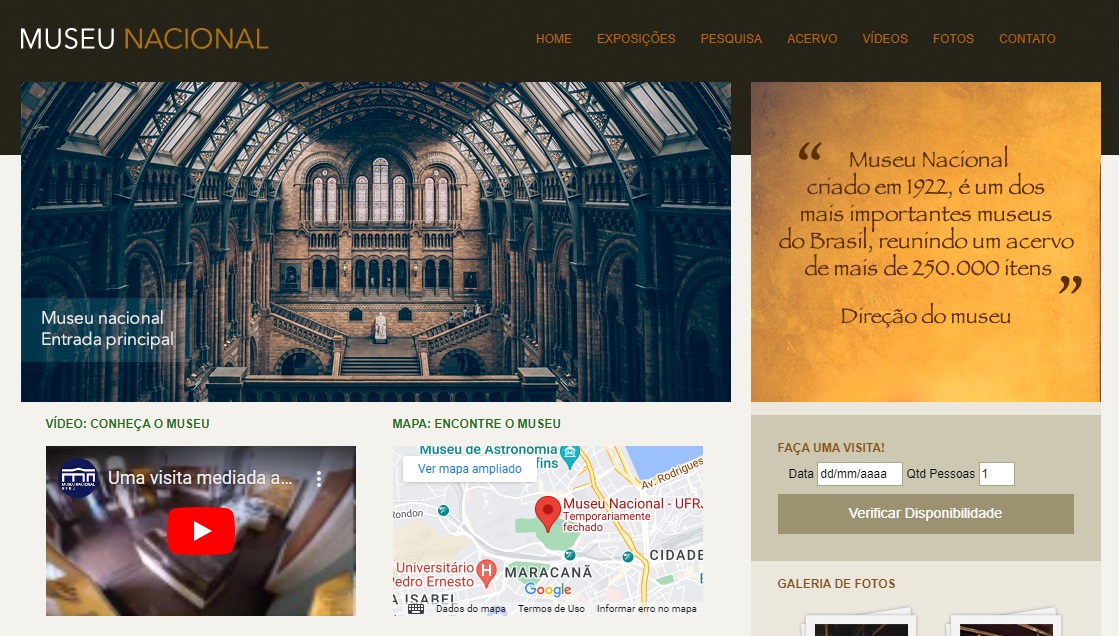 MUSEU NACIONAL
HOME EXPOSIÇÕES PESQUISA ACERVO VÍDEOS FOTOS CONTATO
Museu nacional
Entrada principal
“ Museu Nacional
criado em 1922, é um dos
mais importantes museus
do Brasil, reunindo um acervo
de mais de 250.000 itens ”
Direção do museu
VÍDEO: CONHEÇA O MUSEU
MUSEU NACIONAL
UFRJ
Uma visita mediada a...
MAPA: ENCONTRE O MUSEU
Museu de Astronomia
fins
Ver mapa ampliado
Av. Rodrigues
Rondon
Museu Nacional - UFRJ
Temporariamente
fechado
CIDADE
Universitário
Pedro Ernesto
H
MARACANÃ
A ISABEL
Google
Dados do mapa Termos de Uso Informar erro no mapa
FAÇA UMA VISITA!
Data dd/mm/aaaa Qtd Pessoas 1
Verificar Disponibilidade
GALERIA DE FOTOS